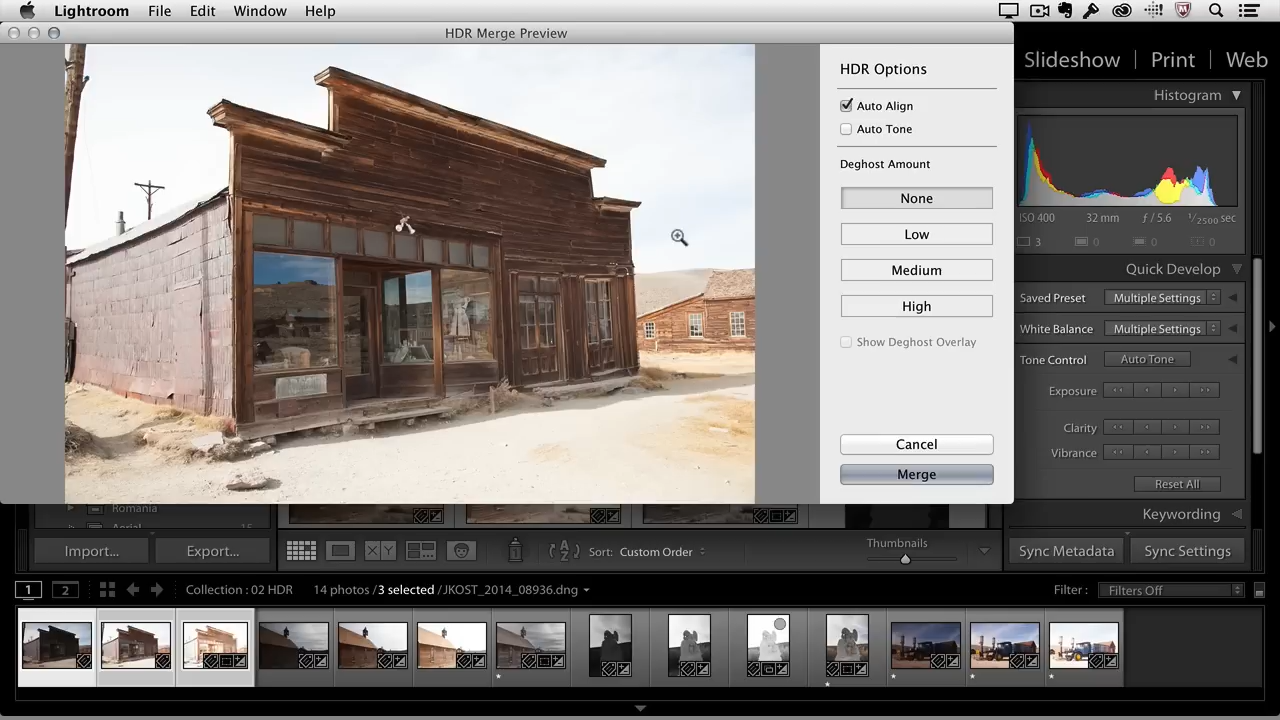 Lightroom File Edit Window Help
HDR Merge Preview
HDR Options
Auto Align
Auto Tone
Deghost Amount
None
Low
Medium
High
Show Deghost Overlay
Cancel
Merge
Slideshow | Print | Web
Histogram
ISO 400 32 mm ƒ / 5.6 1/2500 sec
3 0 0 0
Quick Develop
Saved Preset Multiple Settings
White Balance Multiple Settings
Tone Control Auto Tone
Exposure
Clarity
Vibrance
Reset All
Keywording
Romania
Aerial 15
Import... Export... XY Sort: Custom Order Thumbnails Sync Metadata Sync Settings
1 2 Collection : 02 HDR 14 photos / 3 selected / JKOST_2014_08936.dng Filter : Filters Off